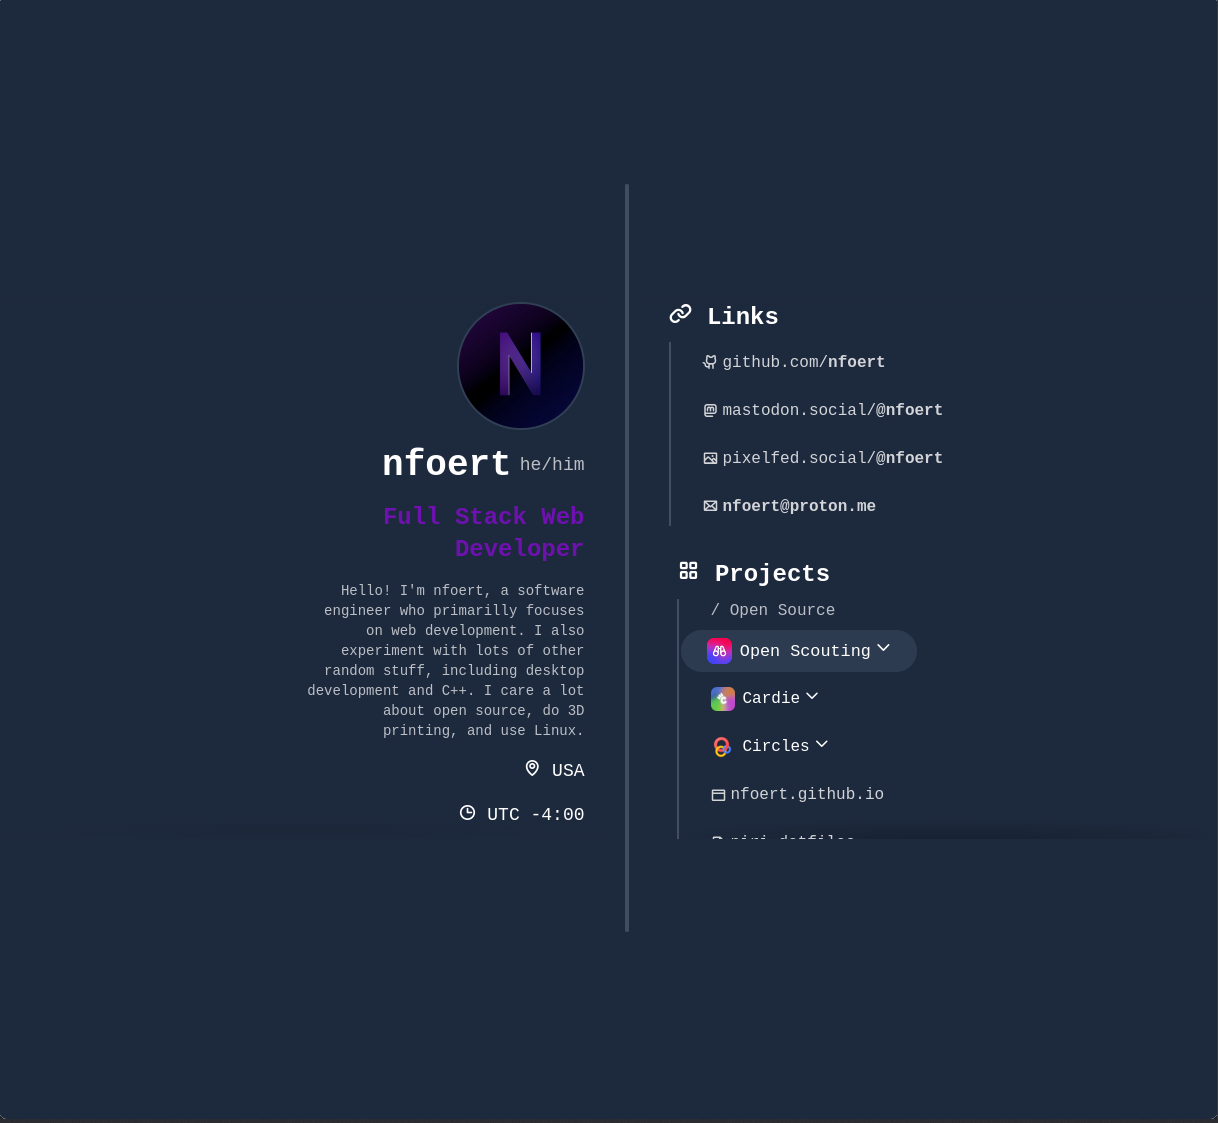 N
nfoert he/him
Full Stack Web
Developer
Hello! I'm nfoert, a software
engineer who primarilly focuses
on web development. I also
experiment with lots of other
random stuff, including desktop
development and C++. I care a lot
about open source, do 3D
printing, and use Linux.
USA
UTC -4:00
Links
github.com/nfoert
mastodon.social/@nfoert
pixelfed.social/@nfoert
nfoert@proton.me
Projects
/ Open Source
Open Scouting
Cardie
Circles
nfoert.github.io